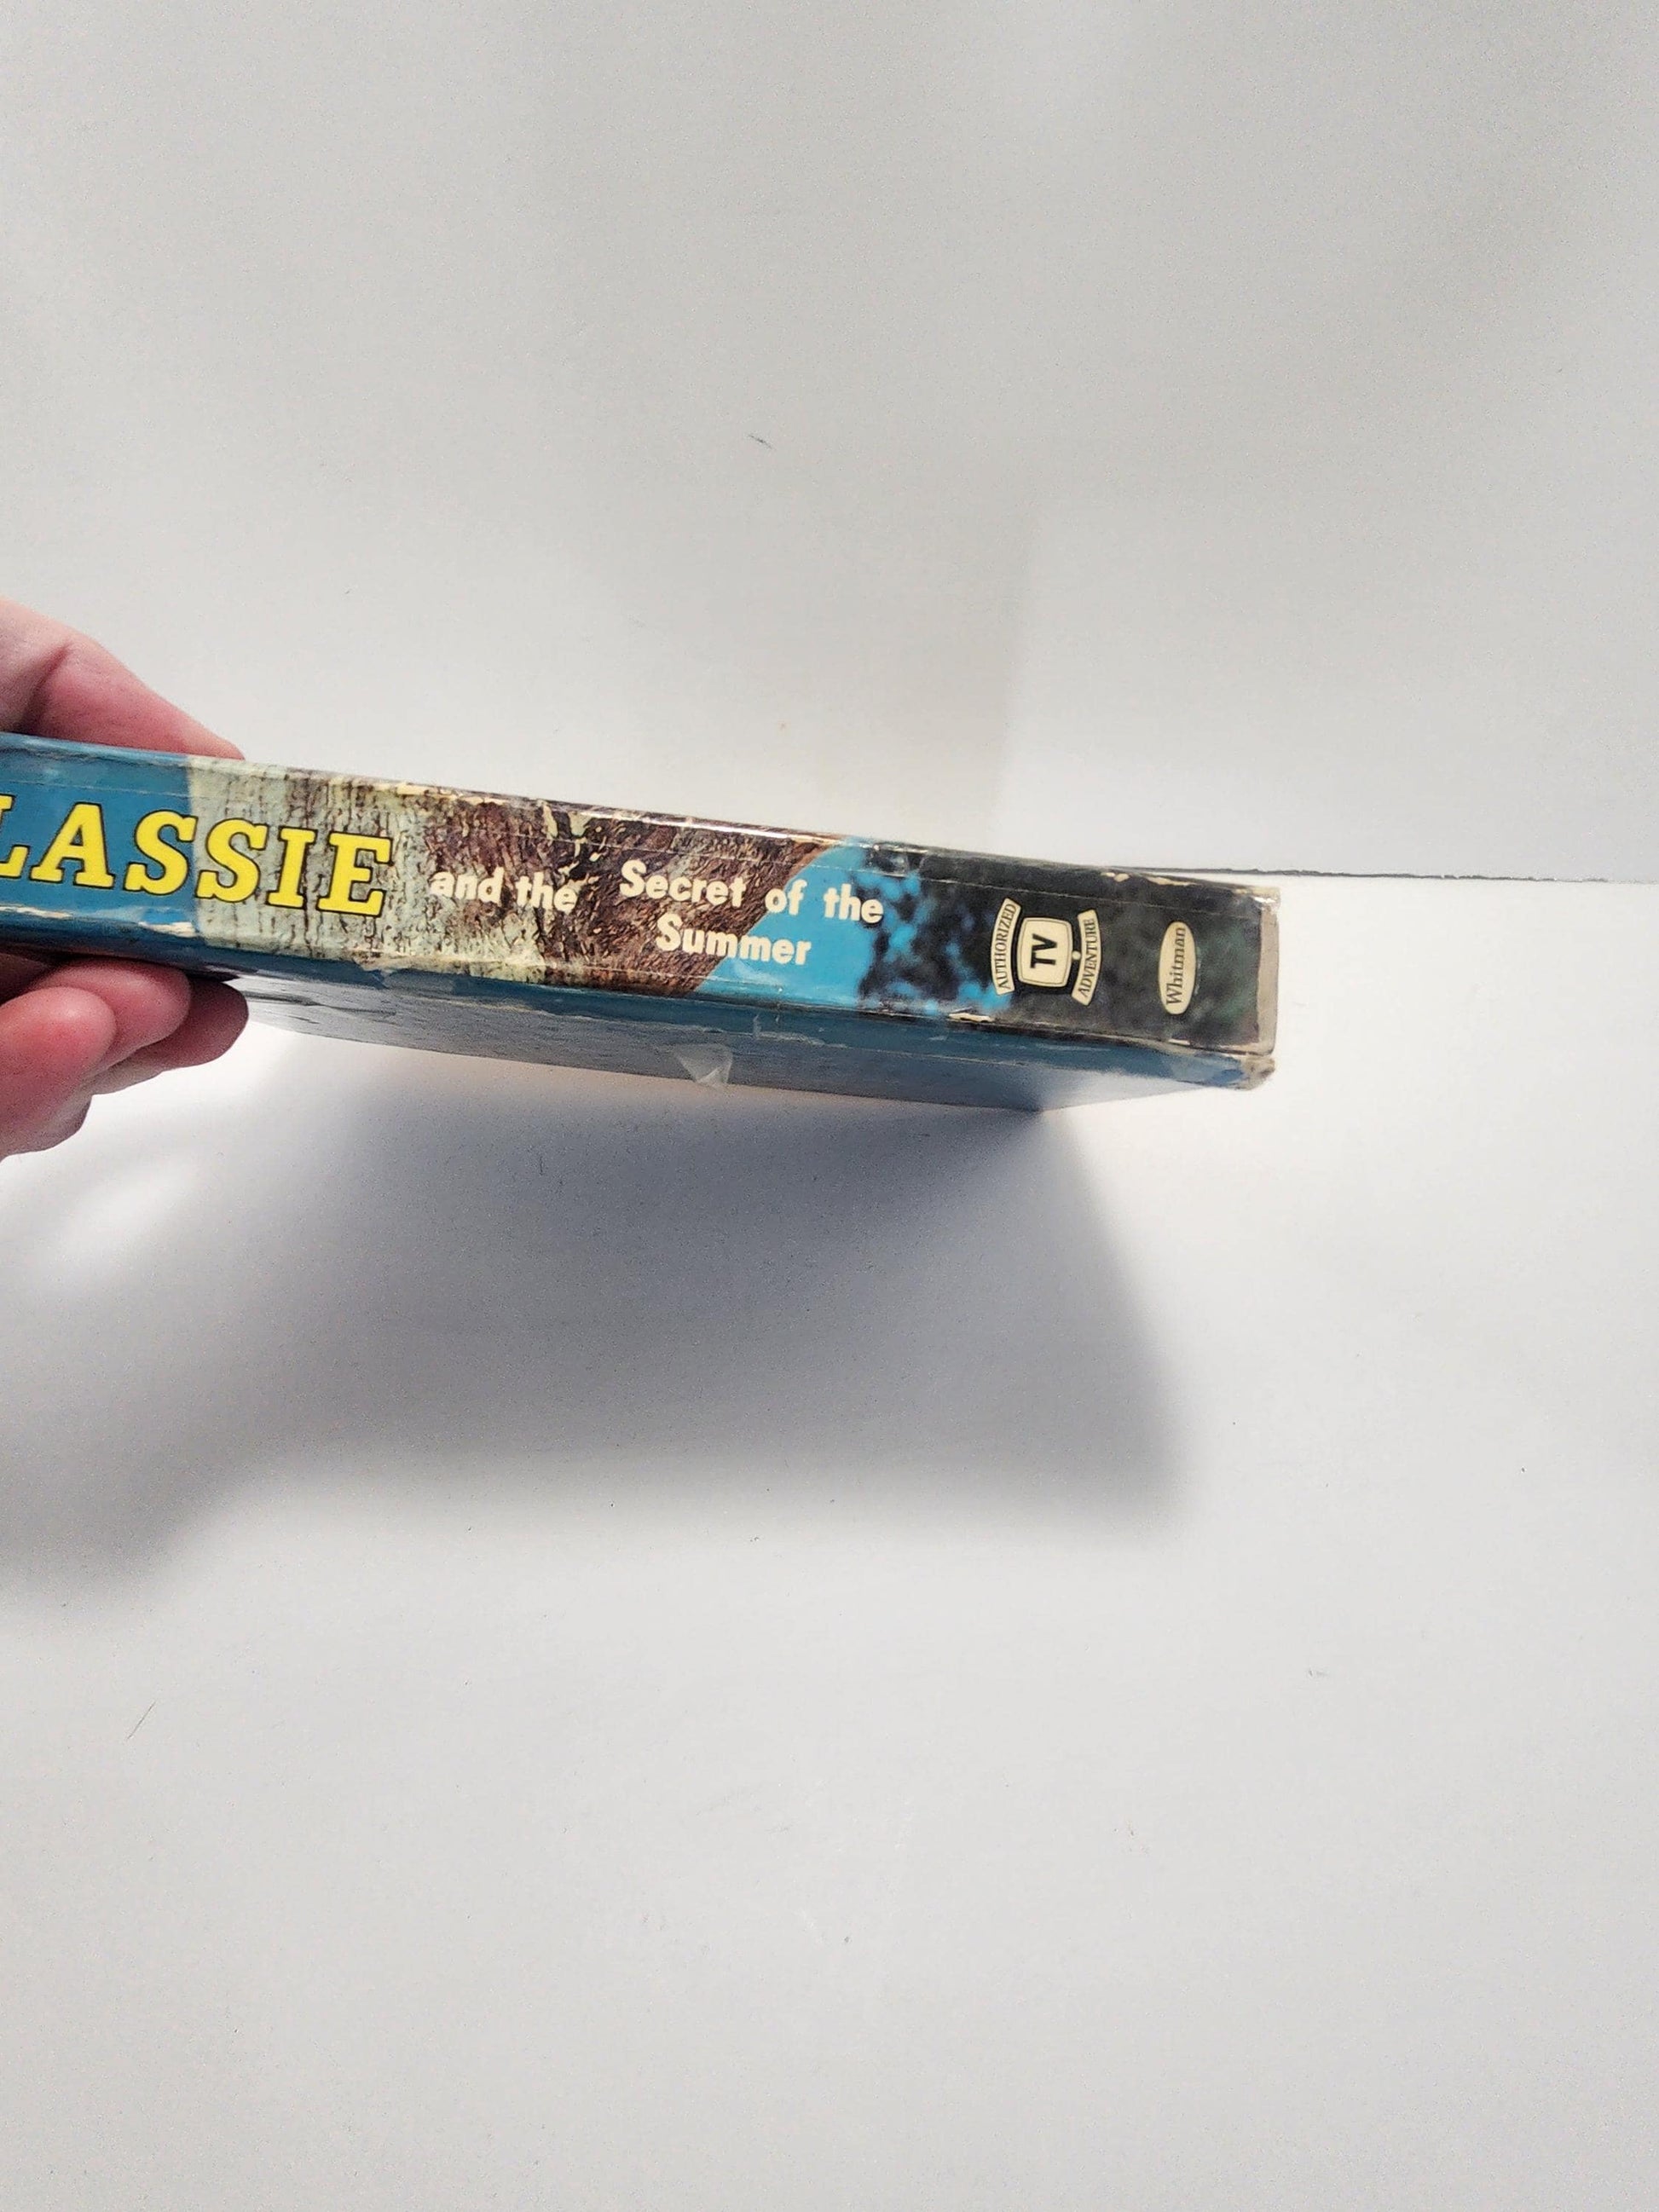 LASSIE and the Secret of the
Summer
AUTHORIZED
TV
ADVENTURE
Whitman